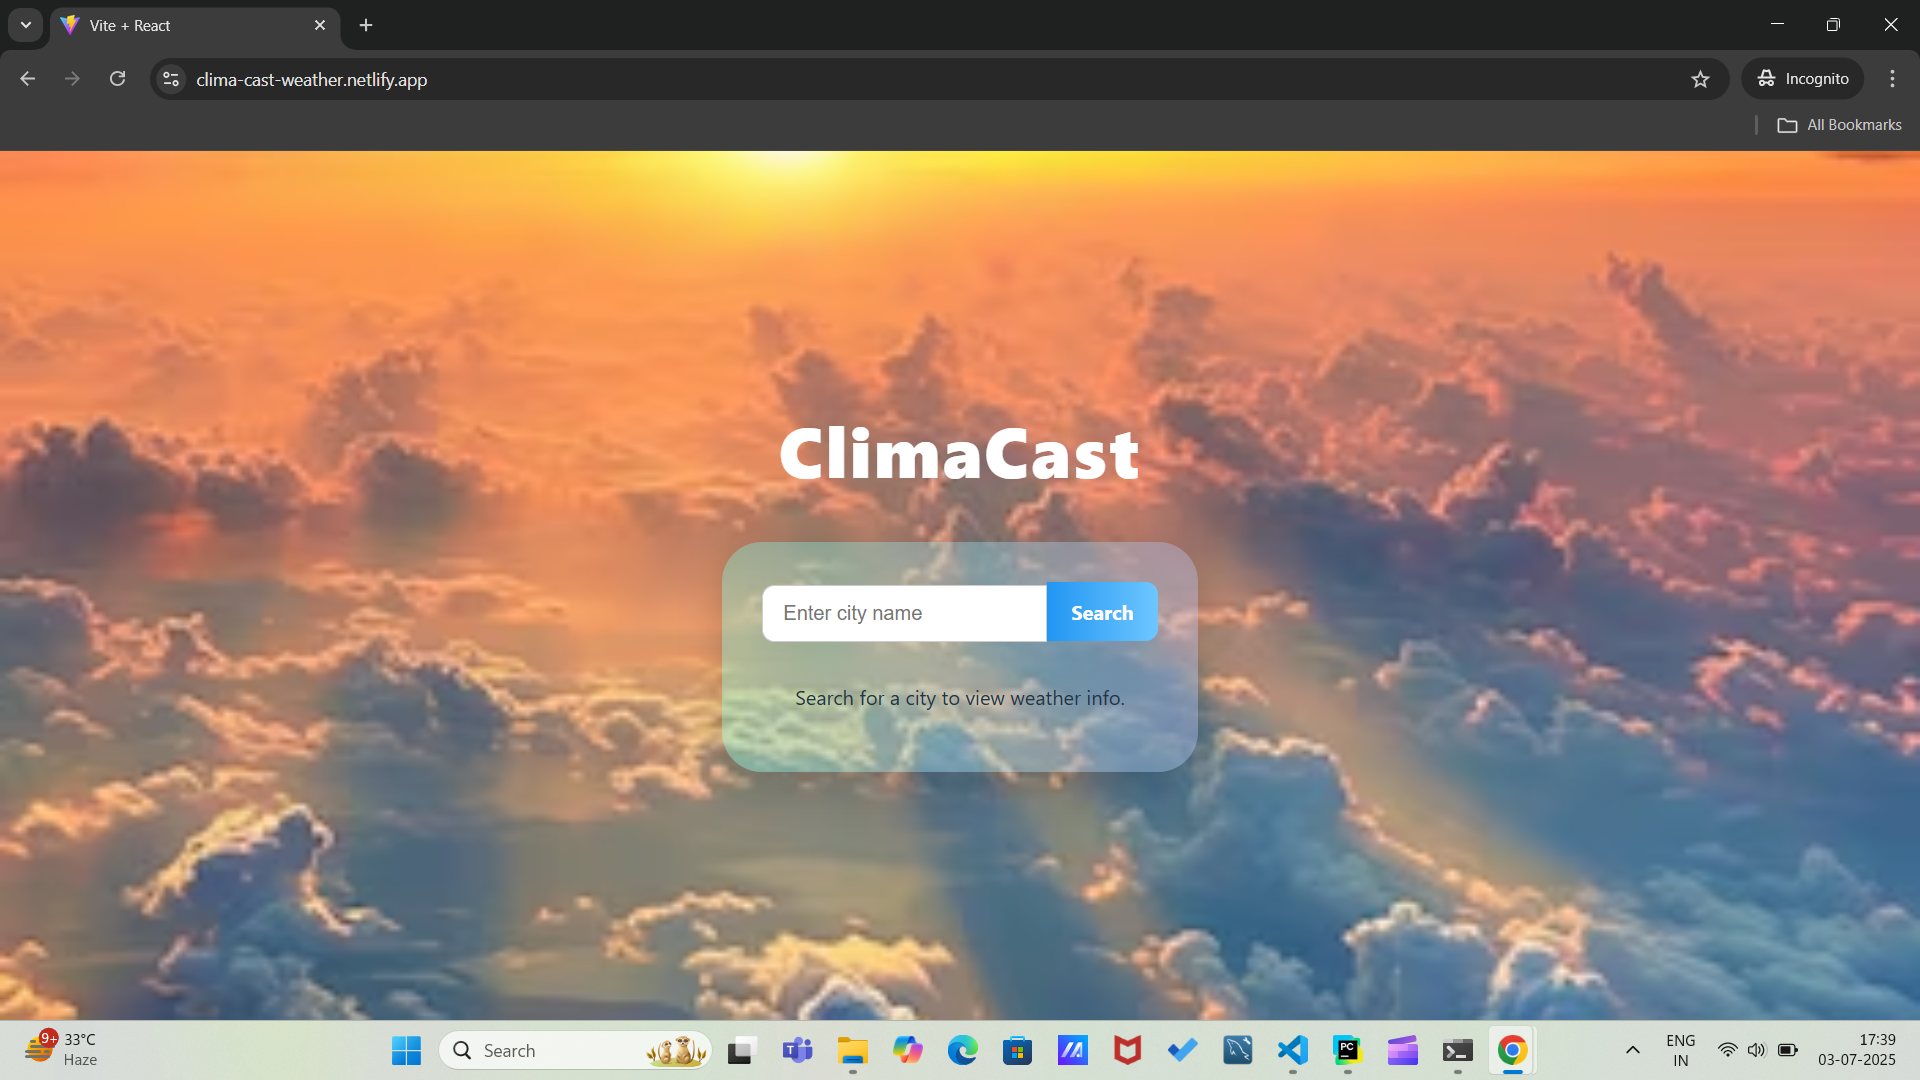 Vite + React
clima-cast-weather.netlify.app
Incognito
All Bookmarks
ClimaCast
Enter city name
Search
Search for a city to view weather info.
9+
33°C
Haze
Search
PC
ENG
IN
17:39
03-07-2025